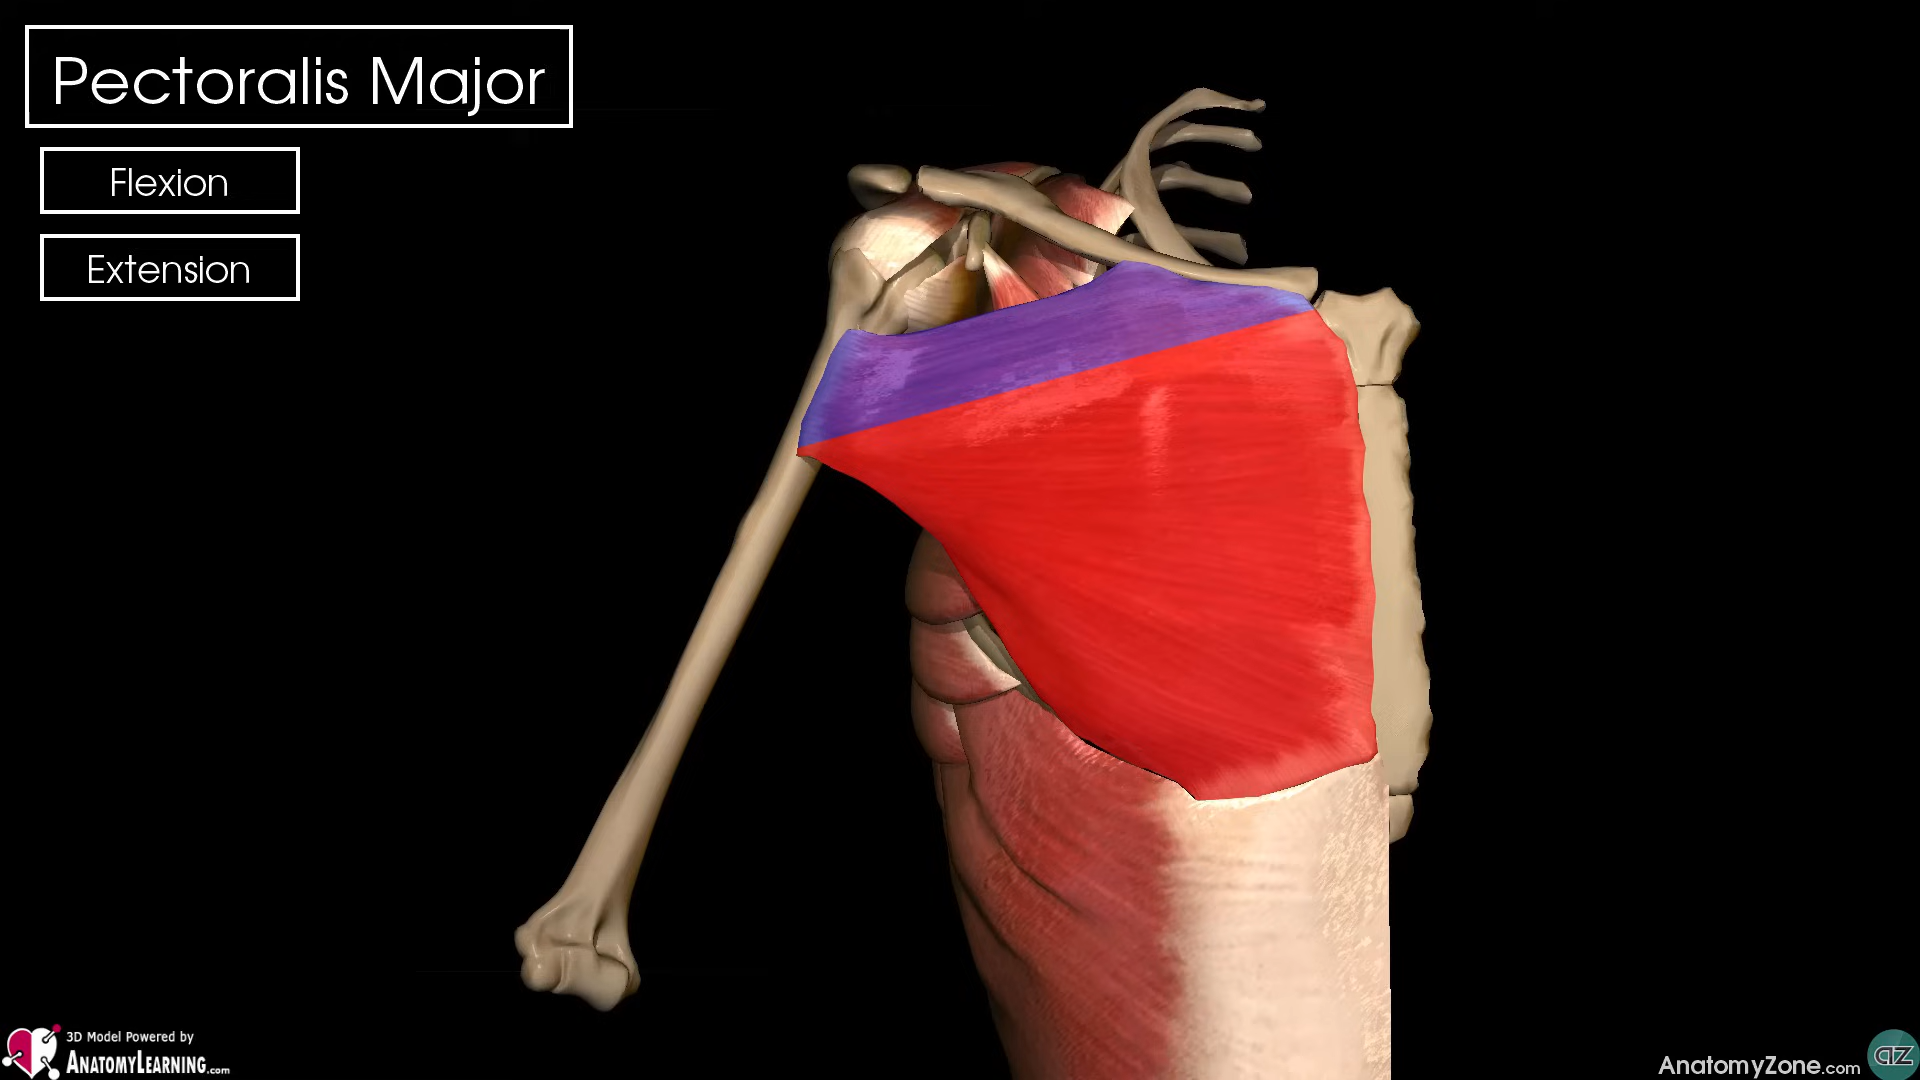 Pectoralis Major
Flexion
Extension
3D Model Powered by
ANATOMYLEARNING.com
AnatomyZone.com
AZ